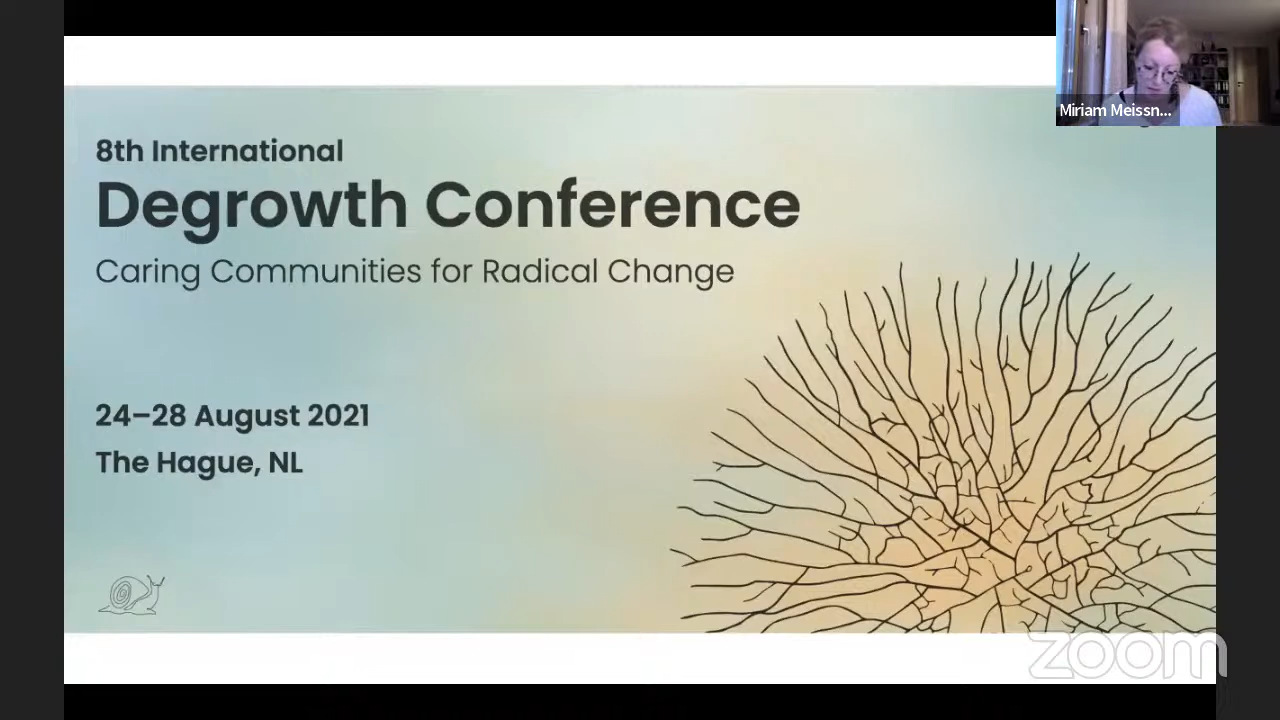 8th International
Degrowth Conference
Caring Communities for Radical Change
24–28 August 2021
The Hague, NL
Miriam Meissn...
zoom